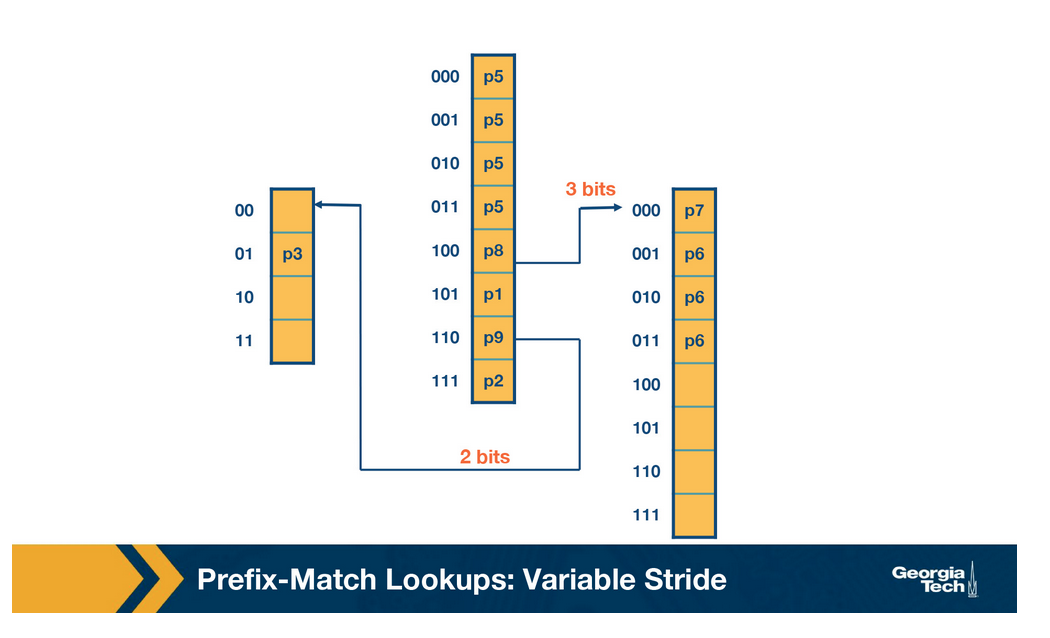 000 p5
001 p5
010 p5
011 p5
100 p8
101 p1
110 p9
111 p2
00
01 p3
10
11
3 bits
000 p7
001 p6
010 p6
011 p6
100
101
110
111
2 bits
Prefix-Match Lookups: Variable Stride
Georgia
Tech